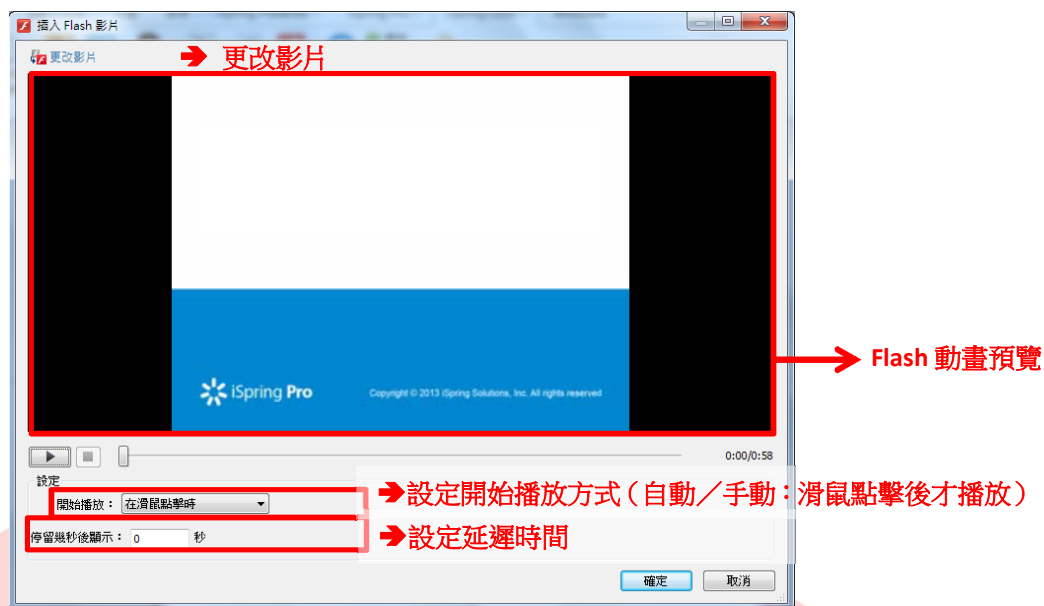 插入 Flash 影片
更改影片
➔ 更改影片
iSpring Pro
Copyright © 2013 iSpring Solutions, Inc. All rights reserved
Flash 動畫預覽
0:00/0:58
設定
開始播放： 在滑鼠點擊時
➔設定開始播放方式（自動／手動：滑鼠點擊後才播放）
停留幾秒後顯示： 0 秒
➔設定延遲時間
確定 取消